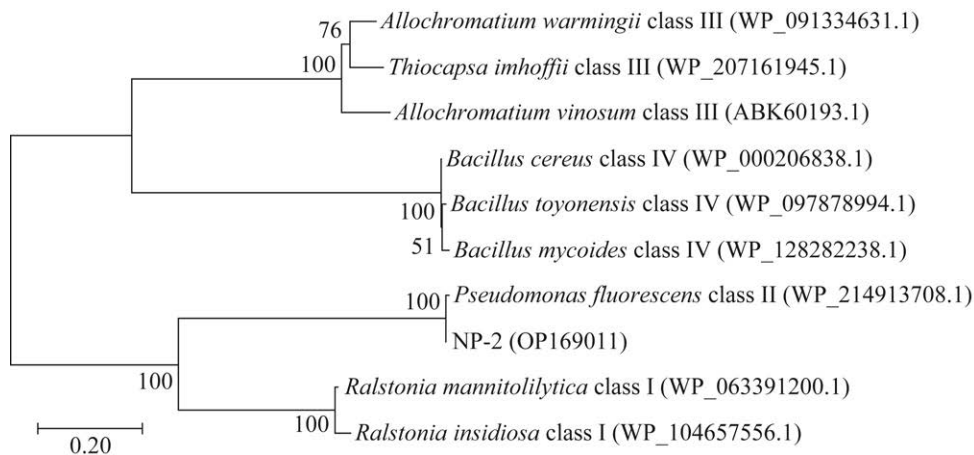 76
Allochromatium warmingii class III (WP_091334631.1)
100
Thiocapsa imhoffii class III (WP_207161945.1)
Allochromatium vinosum class III (ABK60193.1)
Bacillus cereus class IV (WP_000206838.1)
100
Bacillus toyonensis class IV (WP_097878994.1)
51
Bacillus mycoides class IV (WP_128282238.1)
100
Pseudomonas fluorescens class II (WP_214913708.1)
NP-2 (OP169011)
100
Ralstonia mannitolilytica class I (WP_063391200.1)
100
Ralstonia insidiosa class I (WP_104657556.1)
0.20